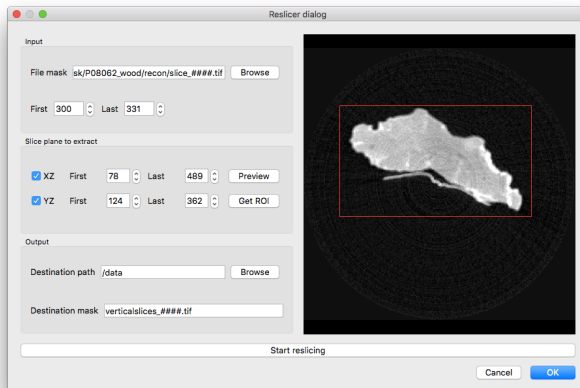 Reslicer dialog
Input
File mask sk/P08062_wood/recon/slice_####.tif Browse
First 300 Last 331
Slice plane to extract
XZ First 78 Last 489 Preview
YZ First 124 Last 362 Get ROI
Output
Destination path /data Browse
Destination mask verticalslices_####.tif
Start reslicing
Cancel OK